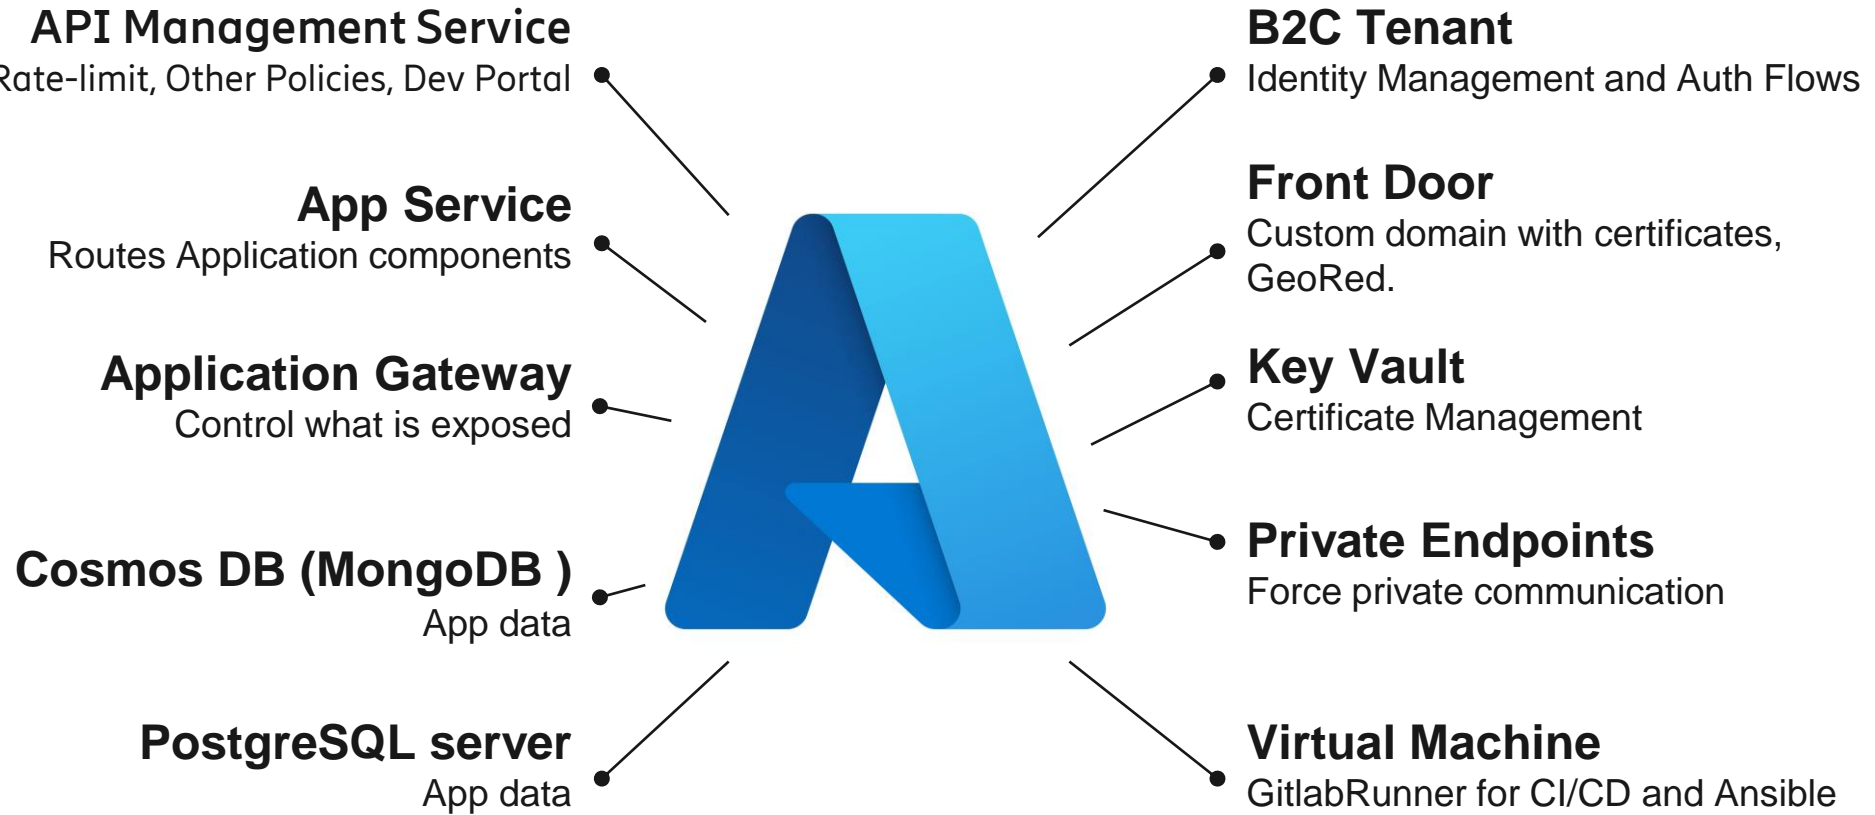 API Management Service
Rate-limit, Other Policies, Dev Portal
App Service
Routes Application components
Application Gateway
Control what is exposed
Cosmos DB (MongoDB )
App data
PostgreSQL server
App data
B2C Tenant
Identity Management and Auth Flows
Front Door
Custom domain with certificates,
GeoRed.
Key Vault
Certificate Management
Private Endpoints
Force private communication
Virtual Machine
GitlabRunner for CI/CD and Ansible